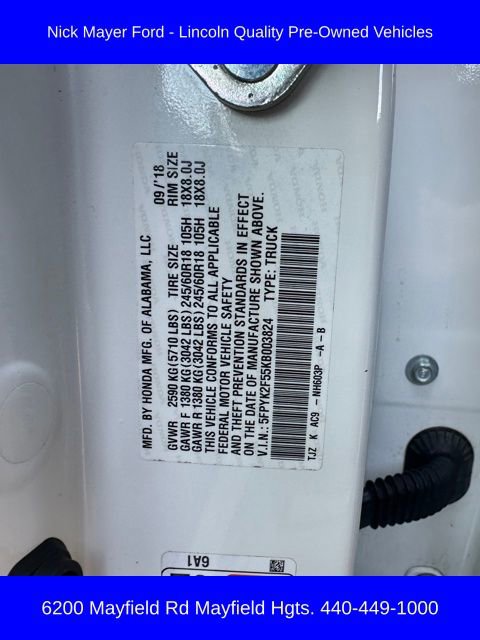 Nick Mayer Ford - Lincoln Quality Pre-Owned Vehicles
MFD. BY HONDA MFG. OF ALABAMA, LLC 09/'18
GVWR 2590 KG(5710 LBS) TIRE SIZE RIM SIZE
GAWR F 1380 KG(3042 LBS) 245/60R18 105H 18X8.0J
GAWR R 1380 KG(3042 LBS) 245/60R18 105H 18X8.0J
THIS VEHICLE CONFORMS TO ALL APPLICABLE
FEDERAL MOTOR VEHICLE SAFETY
AND THEFT PREVENTION STANDARDS IN EFFECT
ON THE DATE OF MANUFACTURE SHOWN ABOVE.
V.I.N.: 5FPYK2F55KB003824 TYPE: TRUCK
TJZ K AC9 - NH603P -A - B
6A1
6200 Mayfield Rd Mayfield Hgts. 440-449-1000